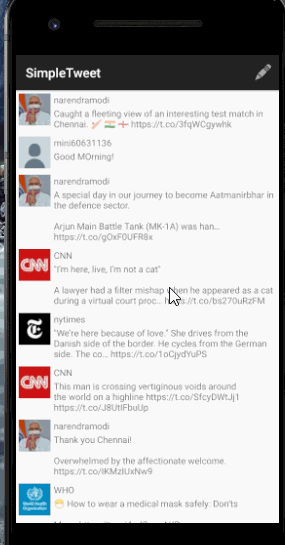 SimpleTweet
narendramodi
Caught a fleeting view of an interesting test match in
Chennai. 🏏 🇮🇳 🏴󠁧󠁢󠁥󠁮󠁧󠁿 https://t.co/3fqWCgywhk
mini60631136
Good MOrning!
narendramodi
A special day in our journey to become Aatmanirbhar in
the defence sector.
Arjun Main Battle Tank (MK-1A) was han...
https://t.co/gOxF0UFR8x
CNN
CNN
"I'm here, live, I'm not a cat"
A lawyer had a filter mishap when he appeared as a cat
during a virtual court proc... https://t.co/bs270uRzFM
nytimes
"We're here because of love." She drives from the
Danish side of the border. He cycles from the German
side. The co... https://t.co/1oCjydYuPS
CNN
CNN
This man is crossing vertiginous voids around
the world on a highline https://t.co/SfcyDWtJj1
https://t.co/J8UtIFbuUp
narendramodi
Thank you Chennai!
Overwhelmed by the affectionate welcome.
https://t.co/IKMzIUxNw9
WHO
😷 How to wear a medical mask safely: Don'ts